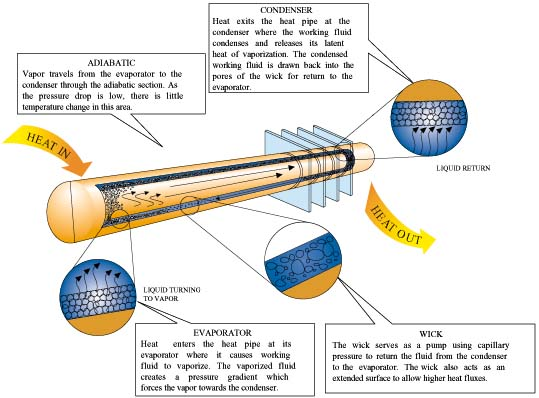 CONDENSER
Heat exits the heat pipe at the
condenser where the working fluid
condenses and releases its latent
heat of vaporization. The condensed
working fluid is drawn back into the
pores of the wick for return to the
evaporator.
ADIABATIC
Vapor travels from the evaporator to the
condenser through the adiabatic section. As
the pressure drop is low, there is little
temperature change in this area.
HEAT IN
LIQUID RETURN
HEAT OUT
LIQUID TURNING
TO VAPOR
EVAPORATOR
Heat enters the heat pipe at its
evaporator where it causes working
fluid to vaporize. The vaporized fluid
creates a pressure gradient which
forces the vapor towards the condenser.
WICK
The wick serves as a pump using capillary
pressure to return the fluid from the condenser
to the evaporator. The wick also acts as an
extended surface to allow higher heat fluxes.